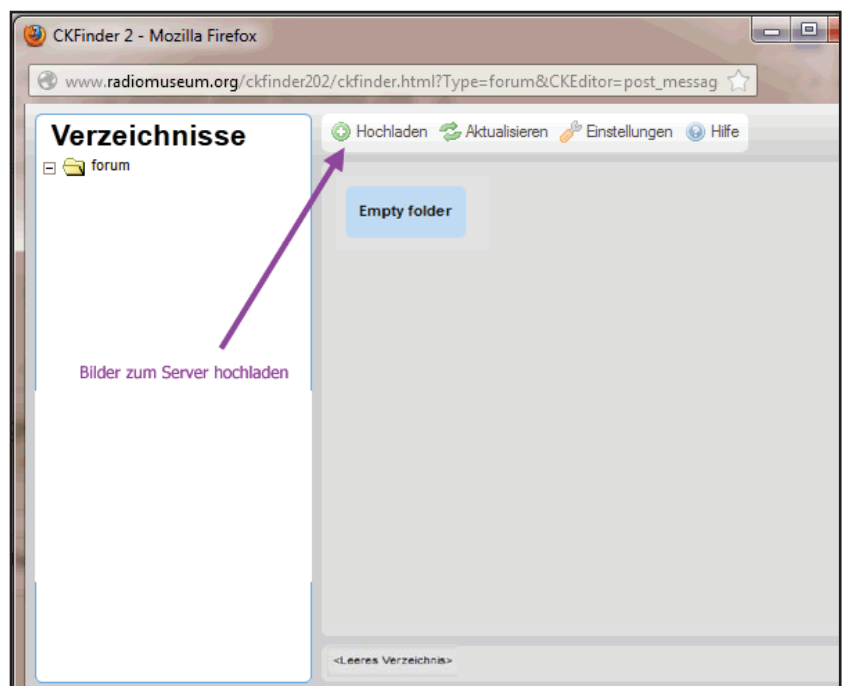 CKFinder 2 - Mozilla Firefox
www.radiomuseum.org/ckfinder202/ckfinder.html?Type=forum&CKEditor=post_messag
Verzeichnisse
forum
Hochladen Aktualisieren Einstellungen Hilfe
Empty folder
Bilder zum Server hochladen
<Leeres Verzeichnis>